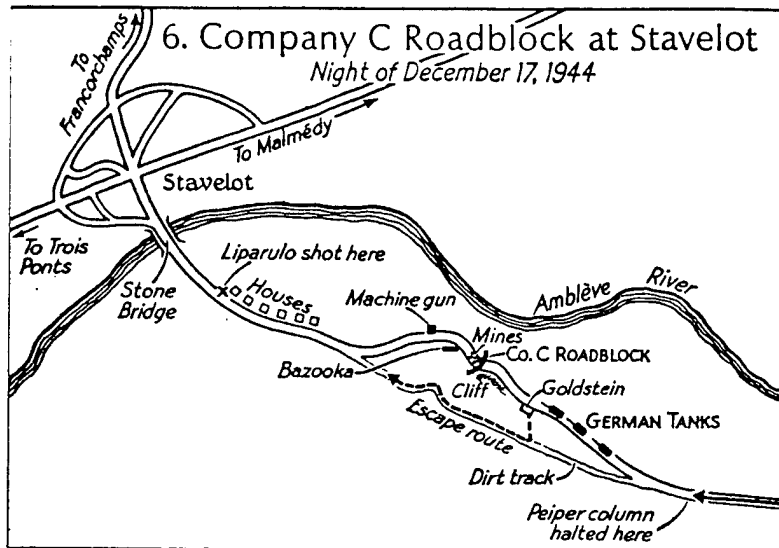 6. Company C Roadblock at Stavelot
Night of December 17, 1944
To
Francorchamps
To Malmédy
Stavelot
To Trois
Ponts
Stone
Bridge
Liparulo shot here
Houses
Machine gun
Amblève River
Mines
Co. C ROADBLOCK
Bazooka
Cliff
Goldstein
GERMAN TANKS
Escape route
Dirt track
Peiper column
halted here